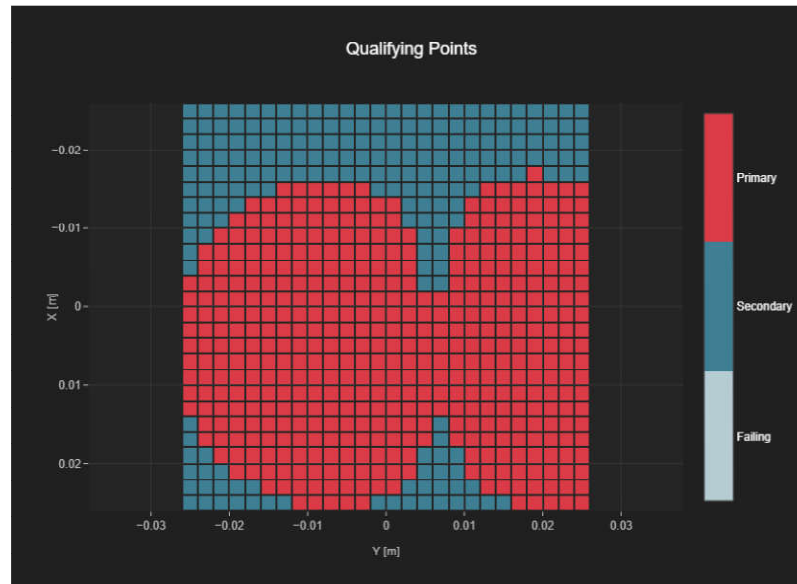 Qualifying Points
−0.02
−0.01
0
0.01
0.02
X [m]
−0.03
−0.02
−0.01
0
0.01
0.02
0.03
Y [m]
Primary
Secondary
Failing